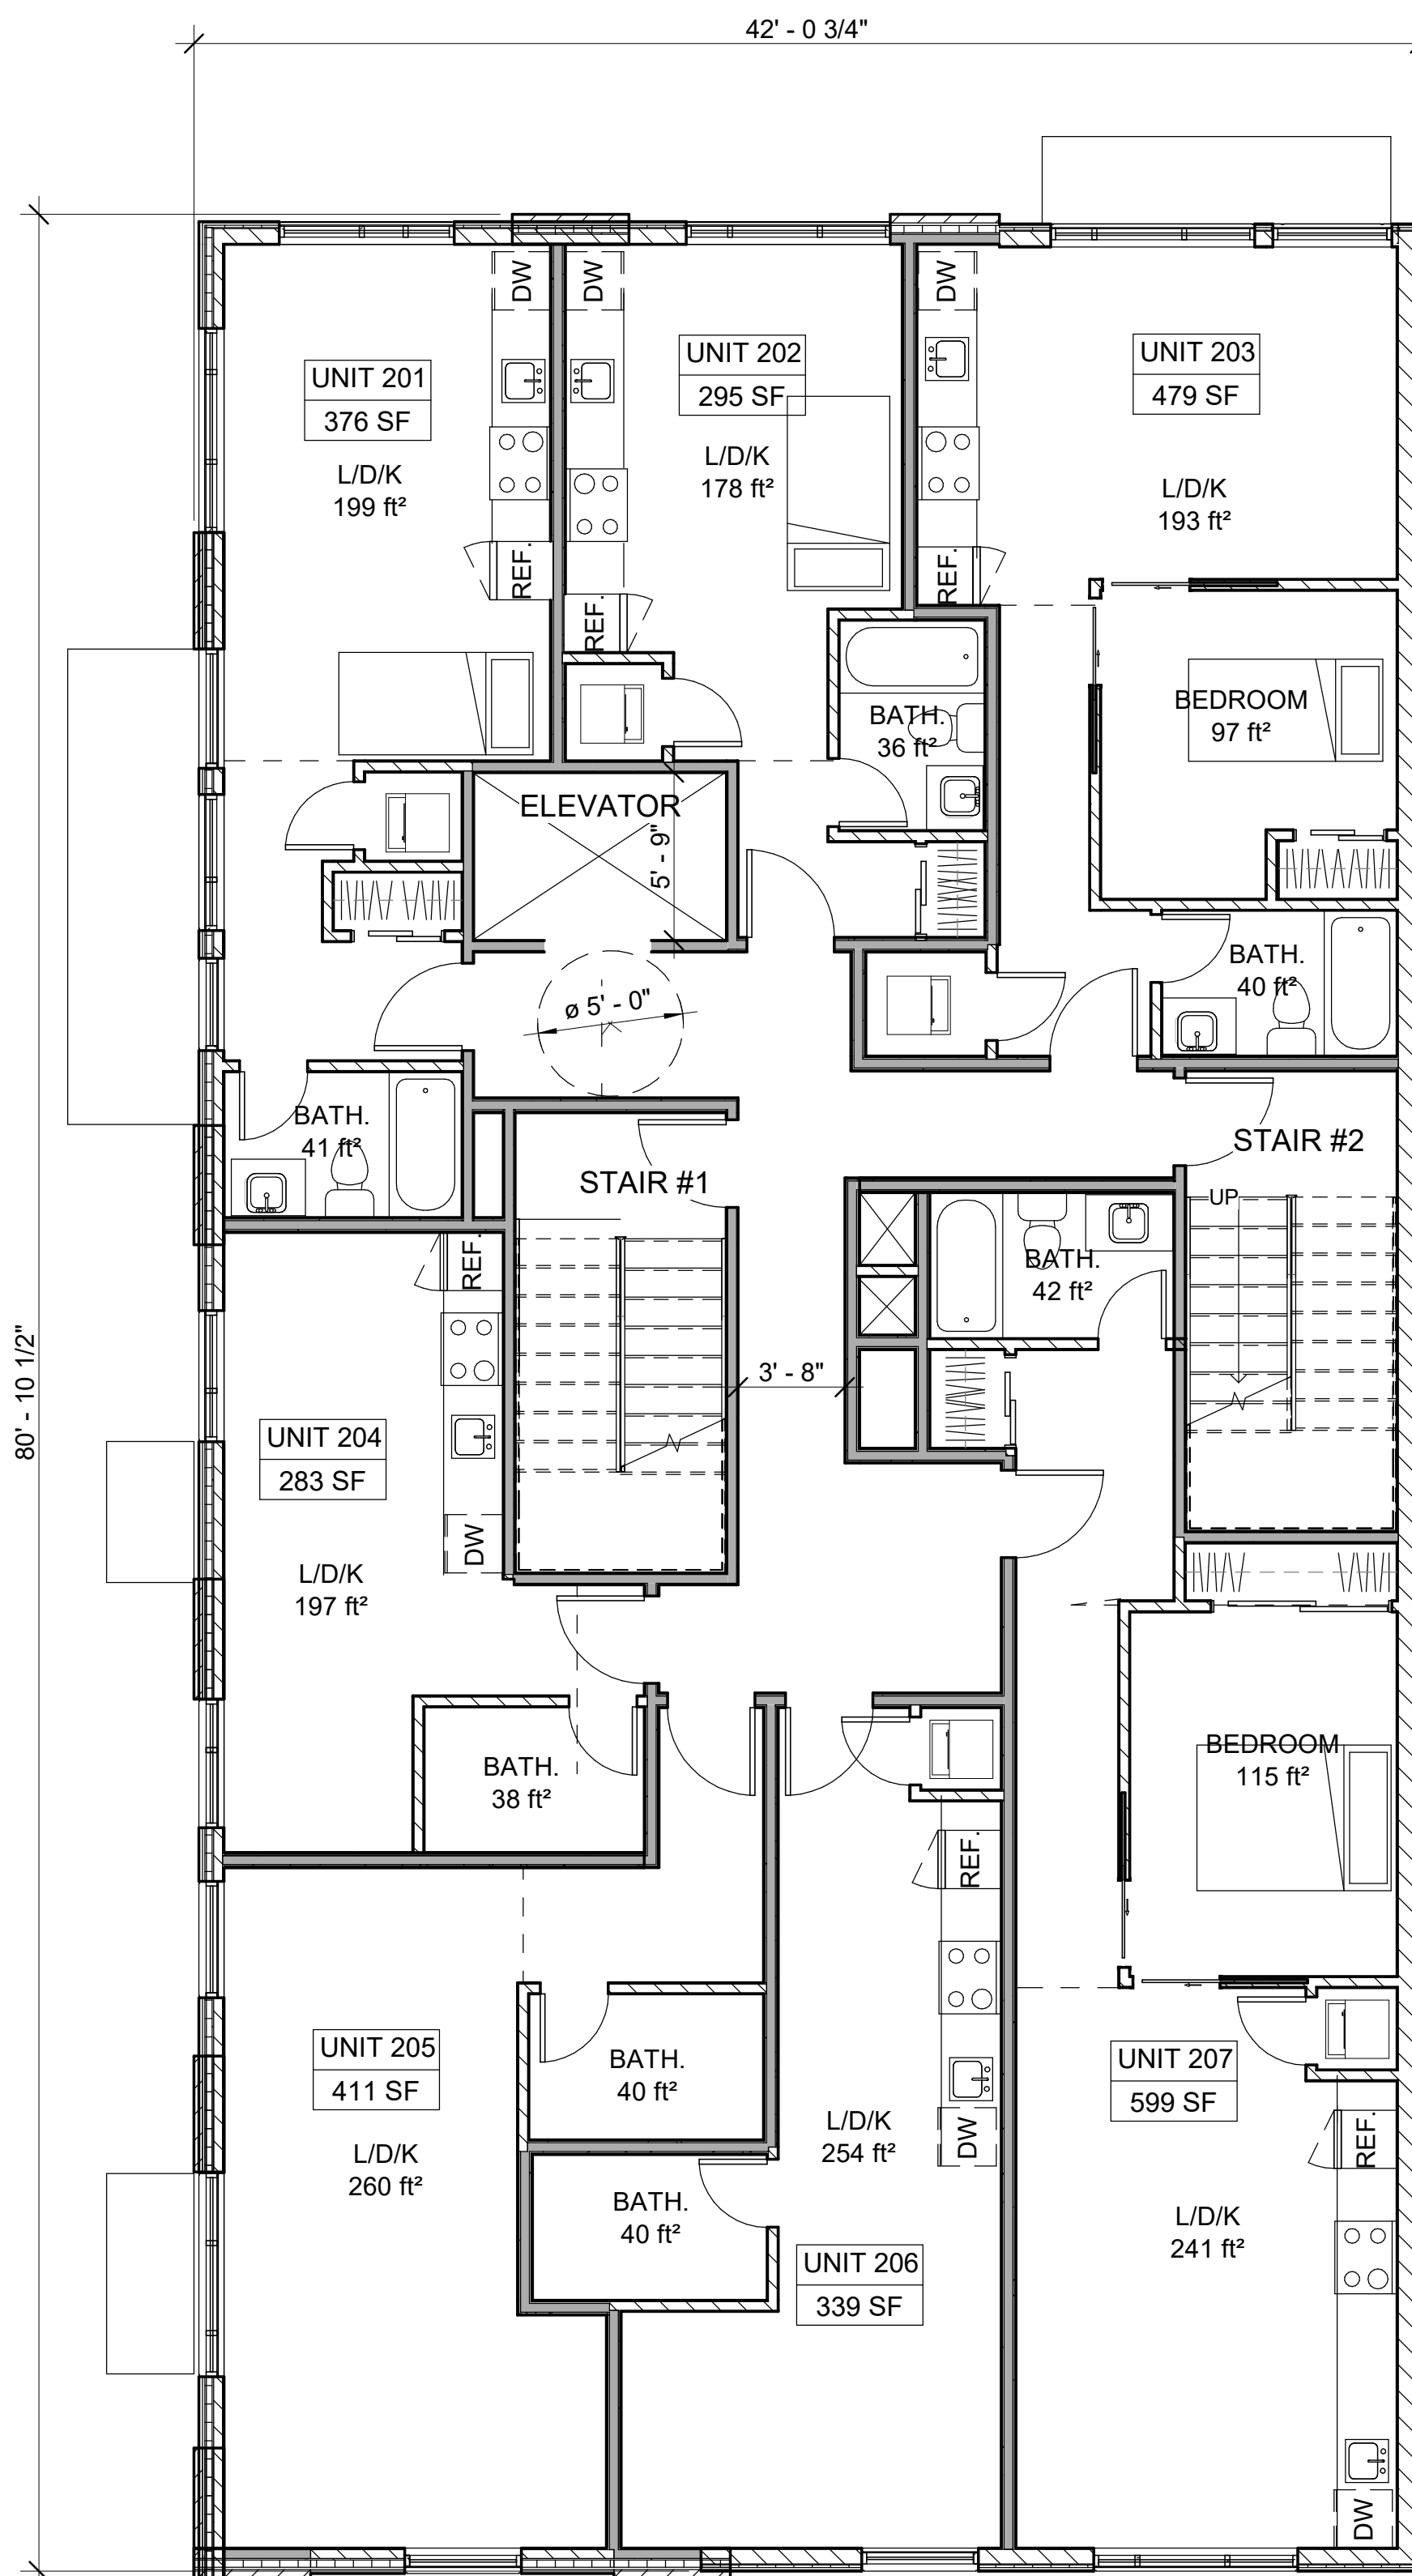 42' - 0 3/4"
DW
DW
DW
UNIT 201
376 SF
L/D/K
199 ft²
UNIT 202
295 SF
L/D/K
178 ft²
UNIT 203
479 SF
L/D/K
193 ft²
REF.
REF.
REF.
BEDROOM
97 ft²
BATH.
36 ft²
ELEVATOR
5' - 9"
BATH.
40 ft²
ø 5' - 0"
BATH.
41 ft²
STAIR #1
STAIR #2
UP
REF.
BATH.
42 ft²
80' - 10 1/2"
3' - 8"
UNIT 204
283 SF
DW
L/D/K
197 ft²
BATH.
38 ft²
BEDROOM
115 ft²
REF.
UNIT 205
411 SF
L/D/K
260 ft²
BATH.
40 ft²
BATH.
40 ft²
L/D/K
254 ft²
DW
UNIT 206
339 SF
UNIT 207
599 SF
REF.
L/D/K
241 ft²
DW